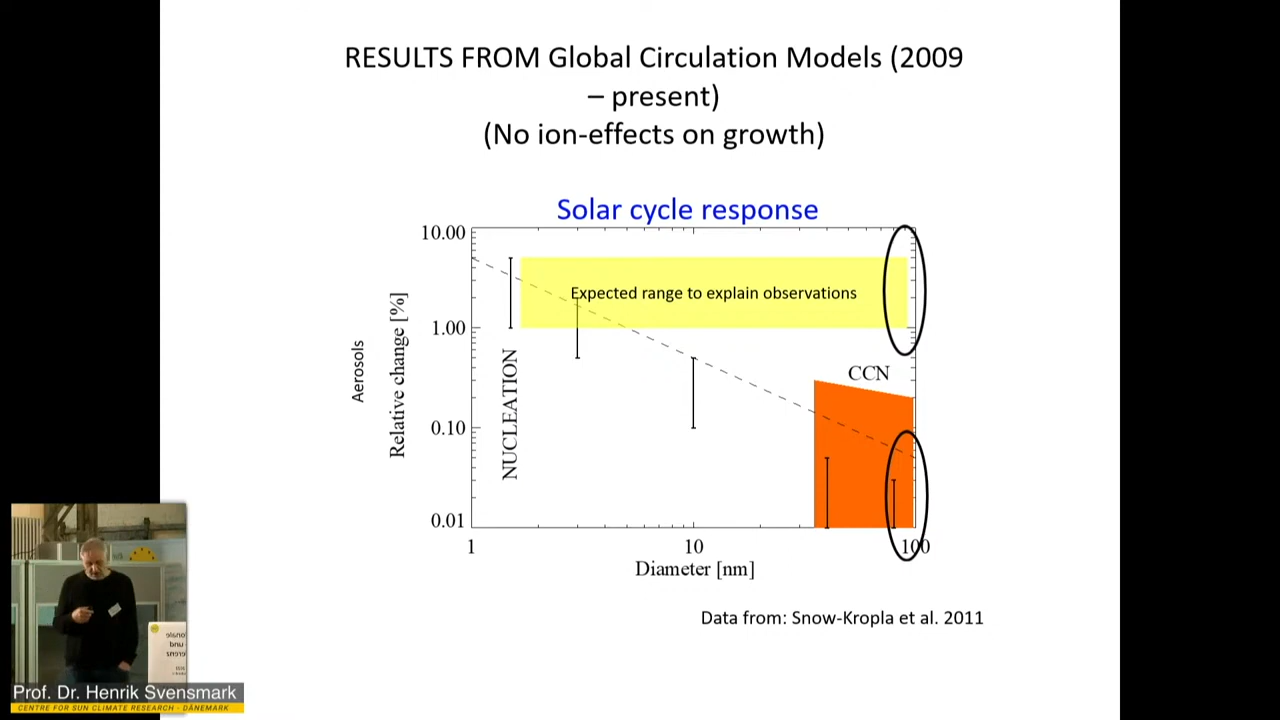 RESULTS FROM Global Circulation Models (2009
– present)
(No ion-effects on growth)
Solar cycle response
10.00
1.00
0.10
0.01
Aerosols
Relative change [%]
Expected range to explain observations
NUCLEATION
CCN
1
10
100
Diameter [nm]
Data from: Snow-Kropla et al. 2011
Prof. Dr. Henrik Svensmark
CENTRE FOR SUN CLIMATE RESEARCH - DÄNEMARK